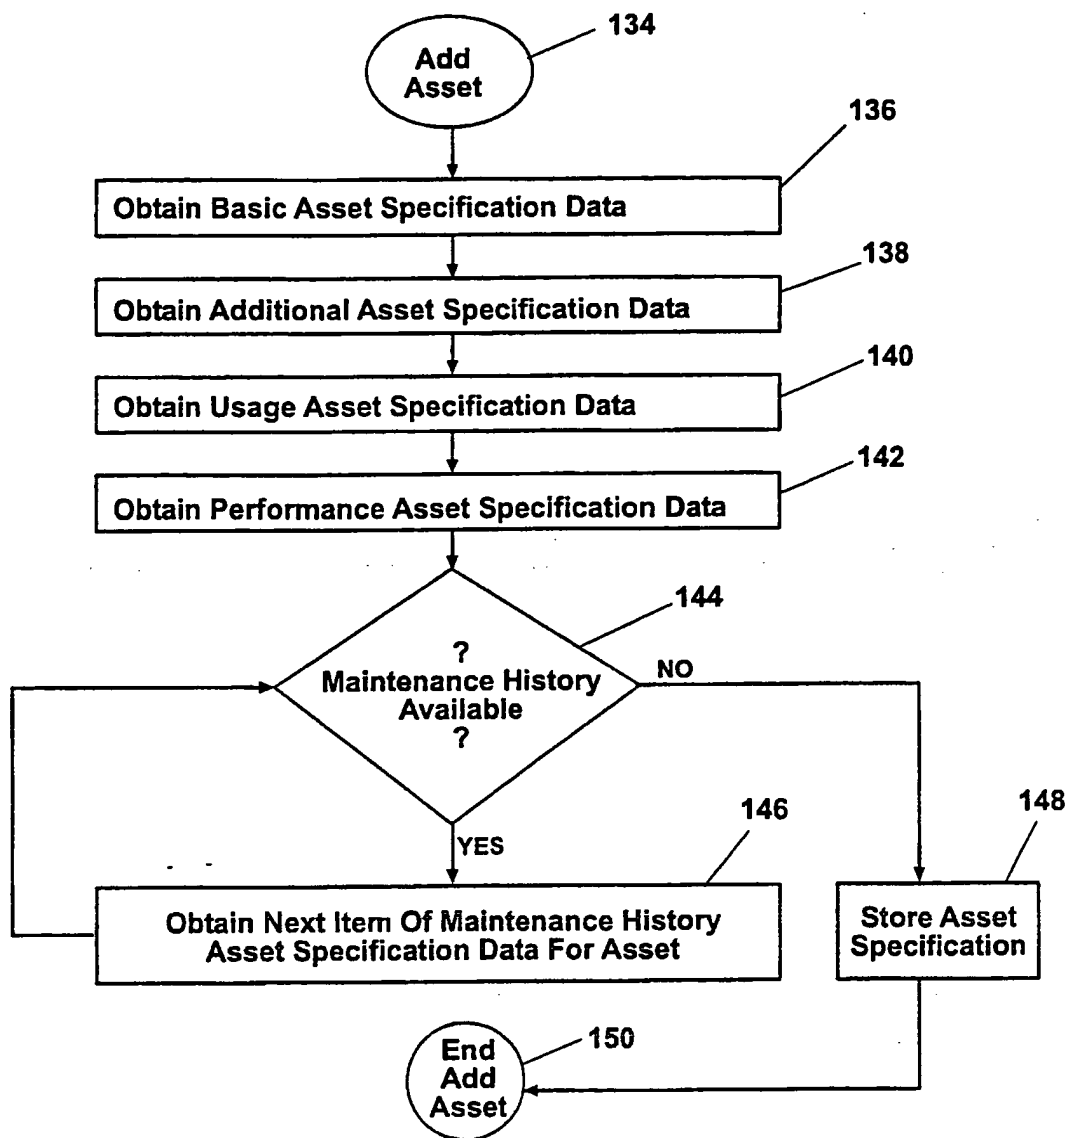 134
Add
Asset
136
Obtain Basic Asset Specification Data
138
Obtain Additional Asset Specification Data
140
Obtain Usage Asset Specification Data
142
Obtain Performance Asset Specification Data
144
?
Maintenance History
Available
?
NO
YES
146
148
Obtain Next Item Of Maintenance History
Asset Specification Data For Asset
Store Asset
Specification
150
End
Add
Asset